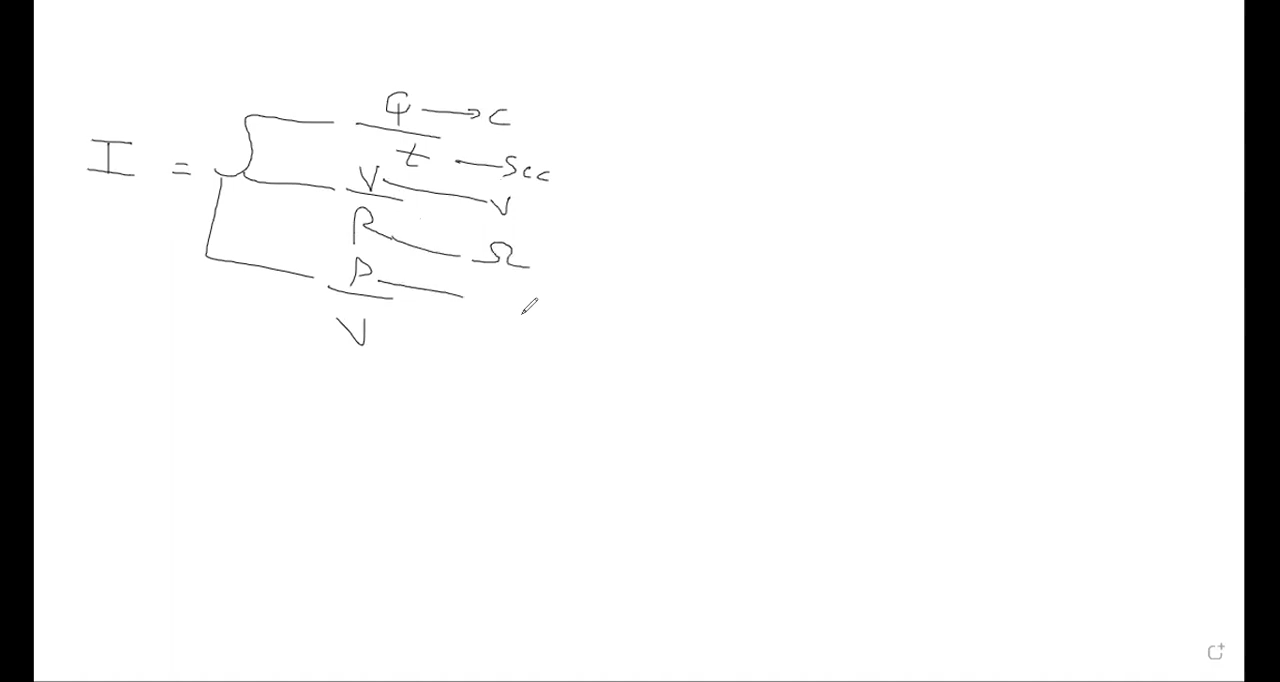 φ → C
I =
t — Sec
V — V
R — Ω
P —
V